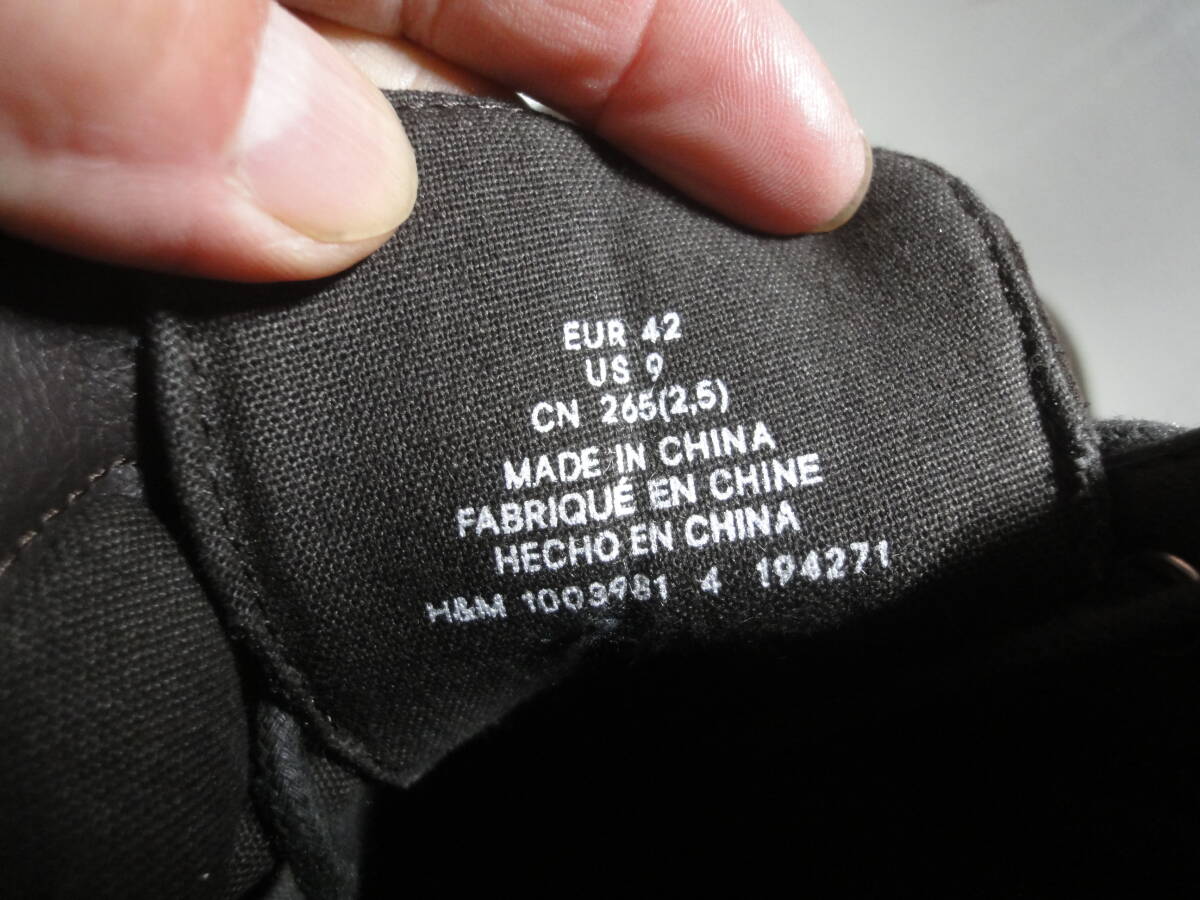 EUR 42
US 9
CN 265(2,5)
MADE IN CHINA
FABRIQUÉ EN CHINE
HECHO EN CHINA
H&M 1003981 4 194271